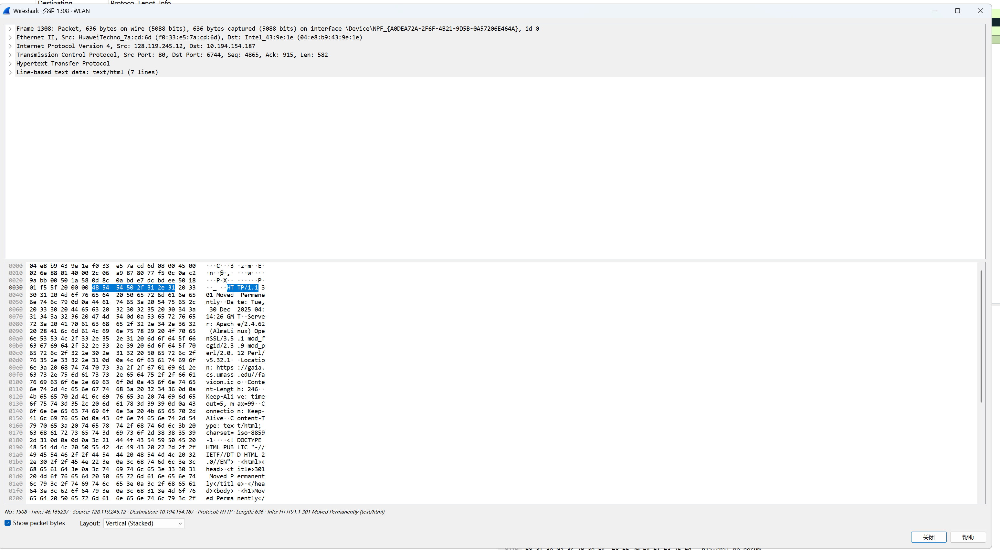 Destination Protoco Lengt Info
Wireshark · 分组 1308 · WLAN
Frame 1308: Packet, 636 bytes on wire (5088 bits), 636 bytes captured (5088 bits) on interface \Device\NPF_{A0DEA72A-2F6F-4B21-9D5B-0A57206E464A}, id 0
Ethernet II, Src: HuaweiTechno_7a:cd:6d (f0:33:e5:7a:cd:6d), Dst: Intel_43:9e:1e (04:e8:b9:43:9e:1e)
Internet Protocol Version 4, Src: 128.119.245.12, Dst: 10.194.154.187
Transmission Control Protocol, Src Port: 80, Dst Port: 6744, Seq: 4865, Ack: 915, Len: 582
Hypertext Transfer Protocol
Line-based text data: text/html (7 lines)
0000 04 e8 b9 43 9e 1e f0 33 e5 7a cd 6d 08 00 45 00 ···C···3 ·z·m··E·
0010 02 6e 88 01 40 00 2c 06 a9 87 80 77 f5 0c 0a c2 ·n··@·,· ···w····
0020 9a bb 00 50 1a 58 0d 8c 0a bd e7 dc bd ee 50 18 ···P·X·· ······P·
0030 01 f5 5f 20 00 00 48 54 54 50 2f 31 2e 31 20 33 ··_ ··HT TP/1.1 3
0040 30 31 20 4d 6f 76 65 64 20 50 65 72 6d 61 6e 65 01 Moved Permane
0050 6e 74 6c 79 0d 0a 44 61 74 65 3a 20 54 75 65 2c ntly··Da te: Tue,
0060 20 33 30 20 44 65 63 20 32 30 32 35 20 30 34 3a 30 Dec 2025 04:
0070 31 34 3a 32 36 20 47 4d 54 0d 0a 53 65 72 76 65 14:26 GM T··Serve
0080 72 3a 20 41 70 61 63 68 65 2f 32 2e 34 2e 36 32 r: Apach e/2.4.62
0090 20 28 41 6c 6d 61 4c 69 6e 75 78 29 20 4f 70 65 (AlmaLi nux) Ope
00a0 6e 53 53 4c 2f 33 2e 35 2e 31 20 6d 6f 64 5f 66 nSSL/3.5 .1 mod_f
00b0 63 67 69 64 2f 32 2e 33 2e 39 20 6d 6f 64 5f 70 cgid/2.3 .9 mod_p
00c0 65 72 6c 2f 32 2e 30 2e 31 32 20 50 65 72 6c 2f erl/2.0. 12 Perl/
00d0 76 35 2e 33 32 2e 31 0d 0a 4c 6f 63 61 74 69 6f v5.32.1· ·Locatio
00e0 6e 3a 20 68 74 74 70 73 3a 2f 2f 67 61 69 61 2e n: https ://gaia.
00f0 63 73 2e 75 6d 61 73 73 2e 65 64 75 2f 2f 66 61 cs.umass .edu//fa
0100 76 69 63 6f 6e 2e 69 63 6f 0d 0a 43 6f 6e 74 65 vicon.ic o··Conte
0110 6e 74 2d 4c 65 6e 67 74 68 3a 20 32 34 36 0d 0a nt-Lengt h: 246··
0120 4b 65 65 70 2d 41 6c 69 76 65 3a 20 74 69 6d 65 Keep-Ali ve: time
0130 6f 75 74 3d 35 2c 20 6d 61 78 3d 39 39 0d 0a 43 out=5, m ax=99··C
0140 6f 6e 6e 65 63 74 69 6f 6e 3a 20 4b 65 65 70 2d onnectio n: Keep-
0150 41 6c 69 76 65 0d 0a 43 6f 6e 74 65 6e 74 2d 54 Alive··C ontent-T
0160 79 70 65 3a 20 74 65 78 74 2f 68 74 6d 6c 3b 20 ype: tex t/html;
0170 63 68 61 72 73 65 74 3d 69 73 6f 2d 38 38 35 39 charset= iso-8859
0180 2d 31 0d 0a 0d 0a 3c 21 44 4f 43 54 59 50 45 20 -1····<! DOCTYPE
0190 48 54 4d 4c 20 50 55 42 4c 49 43 20 22 2d 2f 2f HTML PUB LIC "-//
01a0 49 45 54 46 2f 2f 44 54 44 20 48 54 4d 4c 20 32 IETF//DT D HTML 2
01b0 2e 30 2f 2f 45 4e 22 3e 0a 3c 68 74 6d 6c 3e 3c .0//EN"> ·<html><
01c0 68 65 61 64 3e 0a 3c 74 69 74 6c 65 3e 33 30 31 head>·<t itle>301
01d0 20 4d 6f 76 65 64 20 50 65 72 6d 61 6e 65 6e 74 Moved P ermanent
01e0 6c 79 3c 2f 74 69 74 6c 65 3e 0a 3c 2f 68 65 61 ly</titl e>·</hea
01f0 64 3e 3c 62 6f 64 79 3e 0a 3c 68 31 3e 4d 6f 76 d><body> ·<h1>Mov
0200 65 64 20 50 65 72 6d 61 6e 65 6e 74 6c 79 3c 2f ed Perma nently</
No.: 1308 · Time: 46.165237 · Source: 128.119.245.12 · Destination: 10.194.154.187 · Protocol: HTTP · Length: 636 · Info: HTTP/1.1 301 Moved Permanently (text/html)
Show packet bytes Layout: Vertical (Stacked)
关闭 帮助